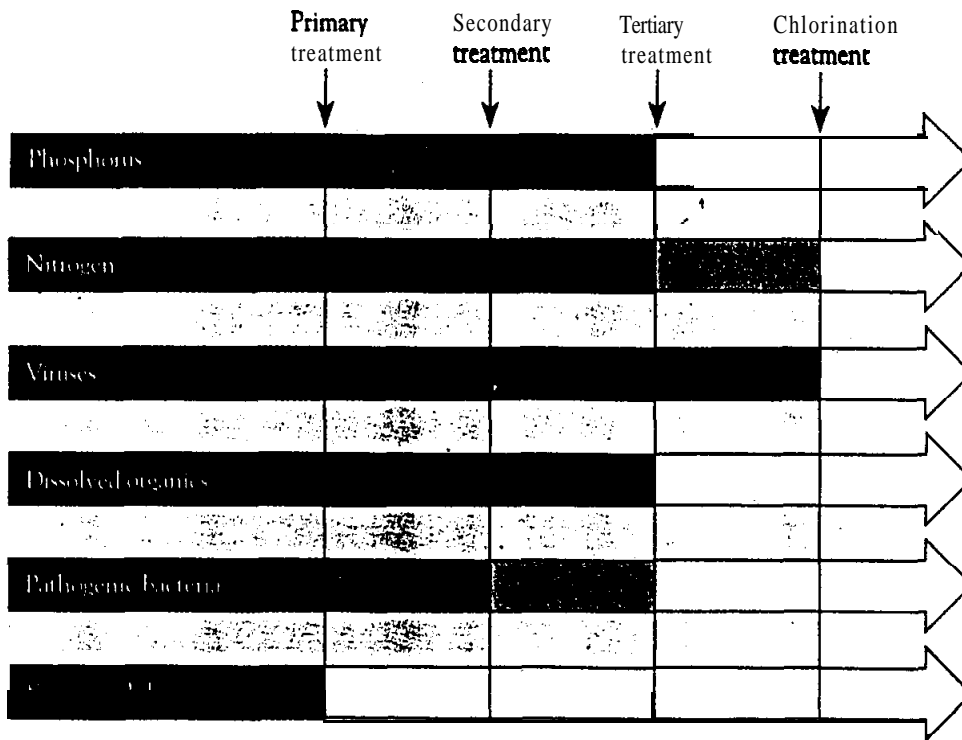 Primary
treatment
Secondary
treatment
Tertiary
treatment
Chlorination
treatment
Phosphorus
Nitrogen
Viruses
Dissolved organics
Pathogenic bacteria